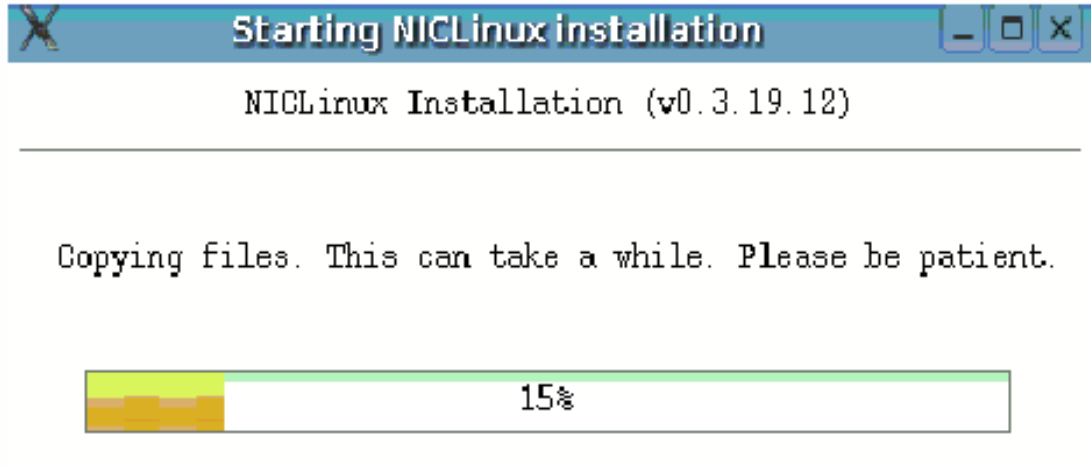 Starting NICLinux installation
NICLinux Installation (v0.3.19.12)
Copying files. This can take a while. Please be patient.
15%